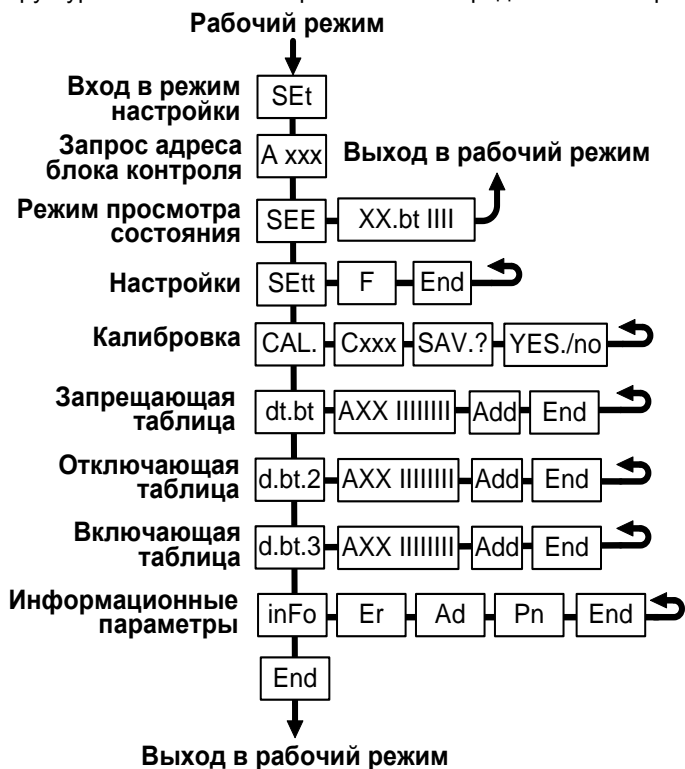 Рабочий режим
Вход в режим
настройки
SEt
Запрос адреса
блока контроля
A xxx
Выход в рабочий режим
Режим просмотра
состояния
SEE
XX.bt IIII
Настройки
SEtt
F
End
Калибровка
CAL.
Cxxx
SAV.?
YES./no
Запрещающая
таблица
dt.bt
AXX IIIIIIII
Add
End
Отключающая
таблица
d.bt.2
AXX IIIIIIII
Add
End
Включающая
таблица
d.bt.3
AXX IIIIIIII
Add
End
Информационные
параметры
inFo
Er
Ad
Pn
End
End
Выход в рабочий режим